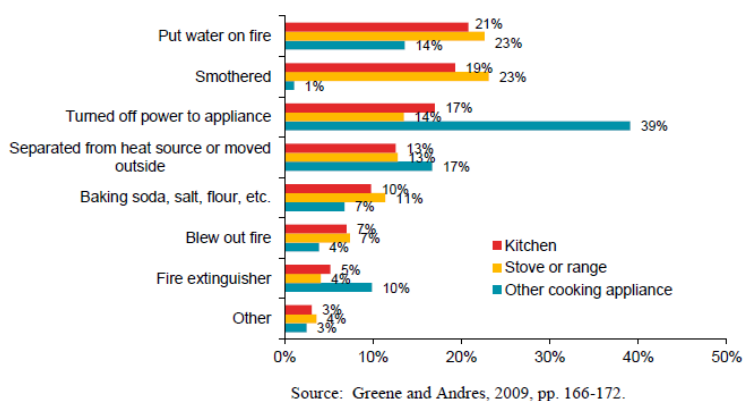 Put water on fire
21%
23%
14%
Smothered
19%
23%
1%
Turned off power to appliance
17%
14%
39%
Separated from heat source or moved
outside
13%
13%
17%
Baking soda, salt, flour, etc.
10%
11%
7%
Blew out fire
7%
7%
4%
Fire extinguisher
5%
4%
10%
Other
3%
4%
3%
Kitchen
Stove or range
Other cooking appliance
0% 10% 20% 30% 40% 50%
Source: Greene and Andres, 2009, pp. 166-172.